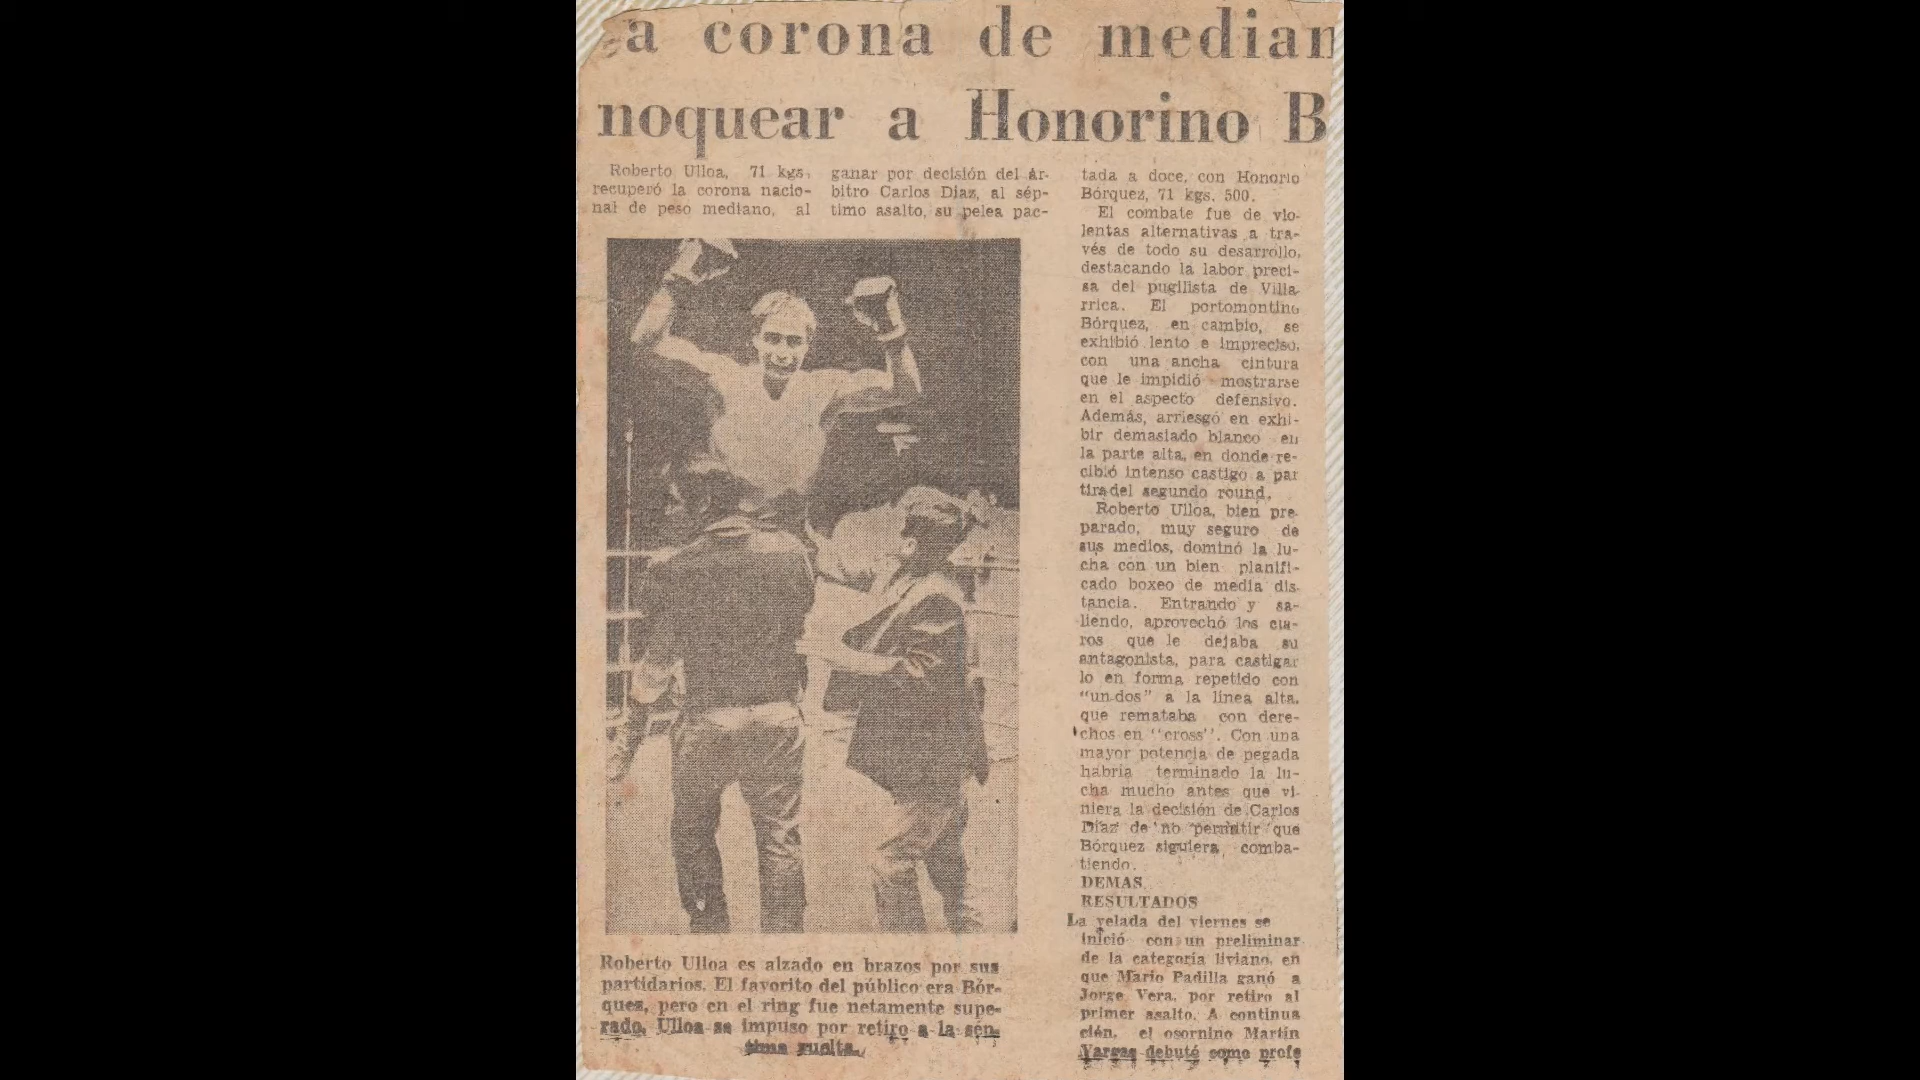 a corona de median
noquear a Honorino B
Roberto Ulloa, 71 kgs.
recuperó la corona nacio-
nal de peso mediano, al
ganar por decisión del ár-
bitro Carlos Díaz, al sép-
timo asalto, su pelea pac-
tada a doce, con Honorio
Bórquez, 71 kgs. 500.
El combate fue de vio-
lentas alternativas a tra-
vés de todo su desarrollo,
destacando la labor preci-
sa del pugilista de Villa-
rrica. El portomontino
Bórquez, en cambio, se
exhibió lento e impreciso,
con una ancha cintura
que le impidió mostrarse
en el aspecto defensivo.
Además, arriesgó en exhi-
bir demasiado blanco en
la parte alta, en donde re-
cibió intenso castigo a par
tir del segundo round.
Roberto Ulloa, bien pre-
parado, muy seguro de
sus medios, dominó la lu-
cha con un bien planifi-
cado boxeo de media dis-
tancia. Entrando y sa-
liendo, aprovechó los cla-
ros que le dejaba su
antagonista, para castigar
lo en forma repetido con
"un-dos" a la línea alta,
que remataba con dere-
chos en "cross". Con una
mayor potencia de pegada
habría terminado la lu-
cha mucho antes que vi-
niera la decisión de Carlos
Díaz de no permitir que
Bórquez siguiera comba-
tiendo.
DEMAS
RESULTADOS
La velada del viernes se
inició con un preliminar
de la categoría liviano, en
que Mario Padilla ganó a
Jorge Vera, por retiro al
primer asalto. A continua
ción, el osornino Martín
Vargas debutó como profe
Roberto Ulloa es alzado en brazos por sus
partidarios. El favorito del público era Bór-
quez, pero en el ring fue netamente supe-
rado. Ulloa se impuso por retiro a la sép-
tima vuelta.